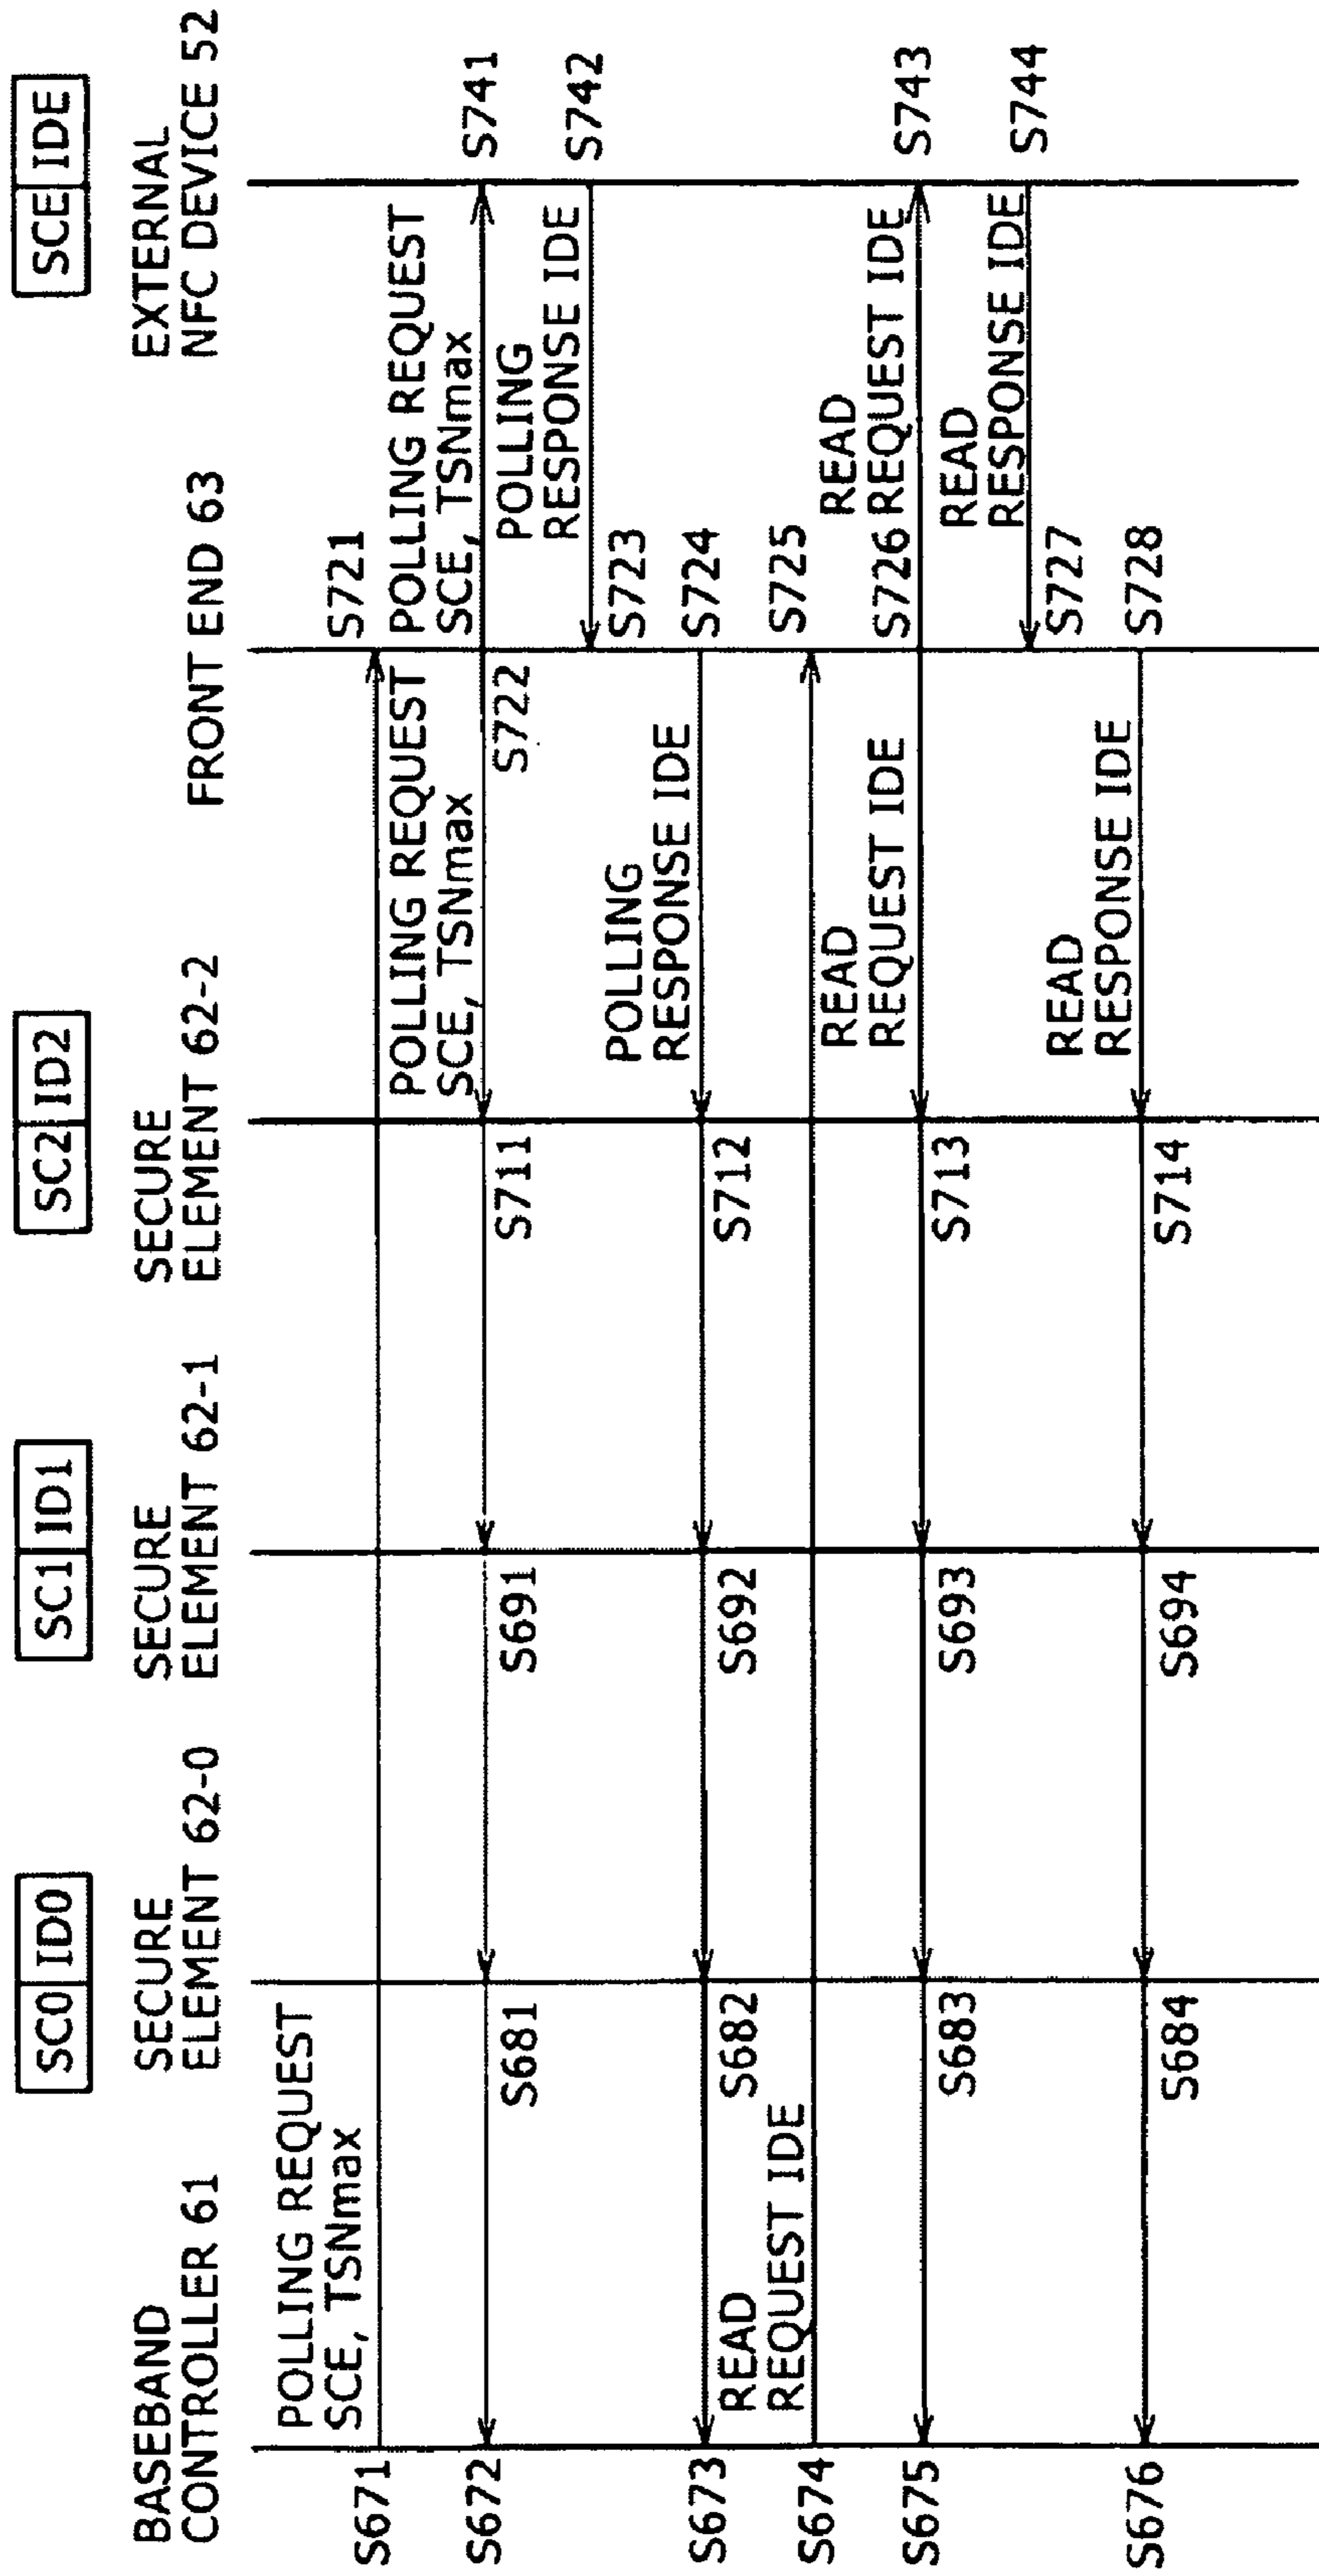 SC0 ID0
SC1 ID1
SC2 ID2
SCE IDE
BASEBAND
CONTROLLER 61
SECURE
ELEMENT 62-0
SECURE
ELEMENT 62-1
SECURE
ELEMENT 62-2
FRONT END 63
EXTERNAL
NFC DEVICE 52
S671
POLLING REQUEST
SCE, TSNmax
S721
S672
S681
S691
S711
POLLING REQUEST
SCE, TSNmax
S722
POLLING REQUEST
SCE, TSNmax
S741
POLLING
RESPONSE IDE
S742
S723
S673
S682
S692
S712
POLLING
RESPONSE IDE
S724
S674
READ
REQUEST IDE
S725
S675
S683
S693
S713
READ
REQUEST IDE
S726
READ
REQUEST IDE
S743
READ
RESPONSE IDE
S744
S727
S676
S684
S694
S714
READ
RESPONSE IDE
S728